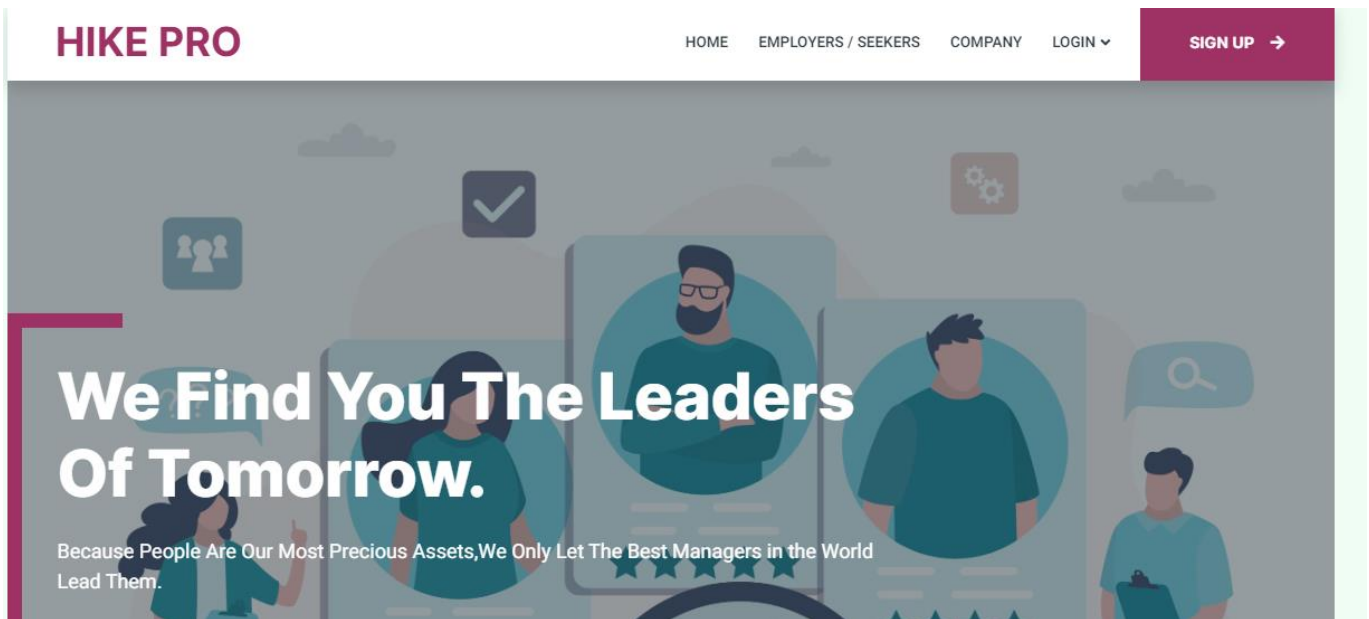 HIKE PRO
HOME EMPLOYERS / SEEKERS COMPANY LOGIN SIGN UP
???
We Find You The Leaders
Of Tomorrow.
Because People Are Our Most Precious Assets,We Only Let The Best Managers in the World
Lead Them.